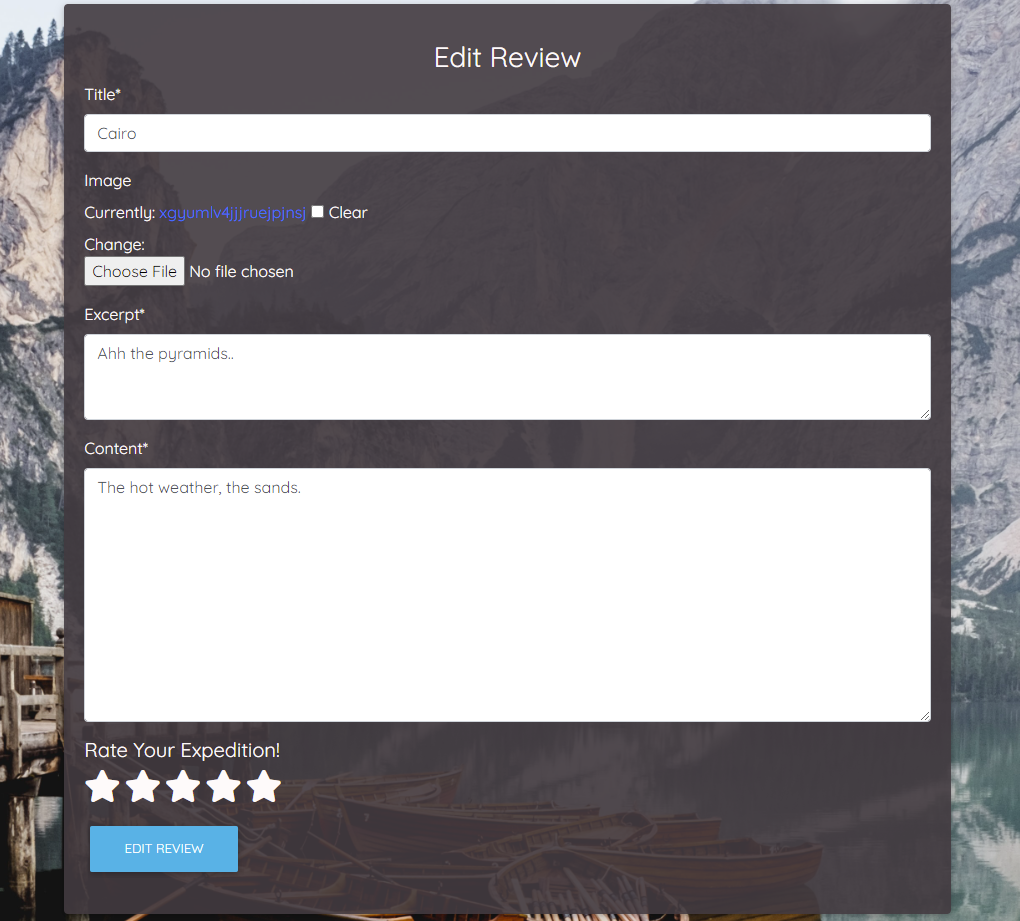 Edit Review
Title*
Cairo
Image
Currently: xgyumlv4jjjruejpjnsj Clear
Change:
Choose File No file chosen
Excerpt*
Ahh the pyramids..
Content*
The hot weather, the sands.
Rate Your Expedition!
EDIT REVIEW